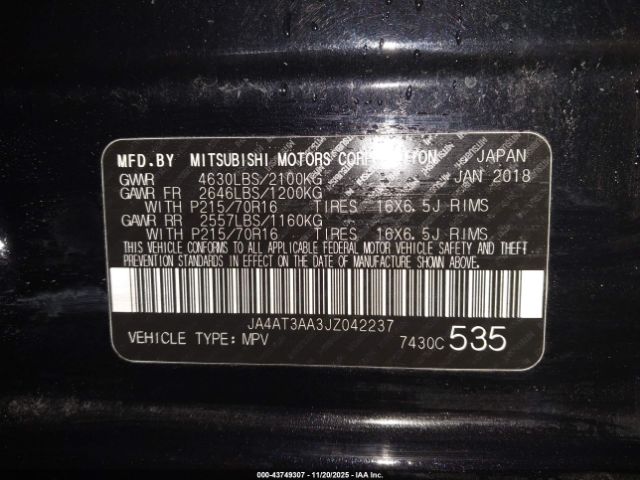 MFD.BY MITSUBISHI MOTORS CORPORATION JAPAN
GVWR 4630LBS/2100KG JAN 2018
GAWR FR 2646LBS/1200KG
WITH P215/70R16 TIRES 16X6.5J RIMS
GAWR RR 2557LBS/1160KG
WITH P215/70R16 TIRES 16X6.5J RIMS
THIS VEHICLE CONFORMS TO ALL APPLICABLE FEDERAL MOTOR VEHICLE SAFETY AND THEFT
PREVENTION STANDARDS IN EFFECT ON THE DATE OF MANUFACTURE SHOWN ABOVE.
JA4AT3AA3JZ042237
VEHICLE TYPE:MPV 7430C 535
000-43749307 - 11/20/2025 - IAAI.com